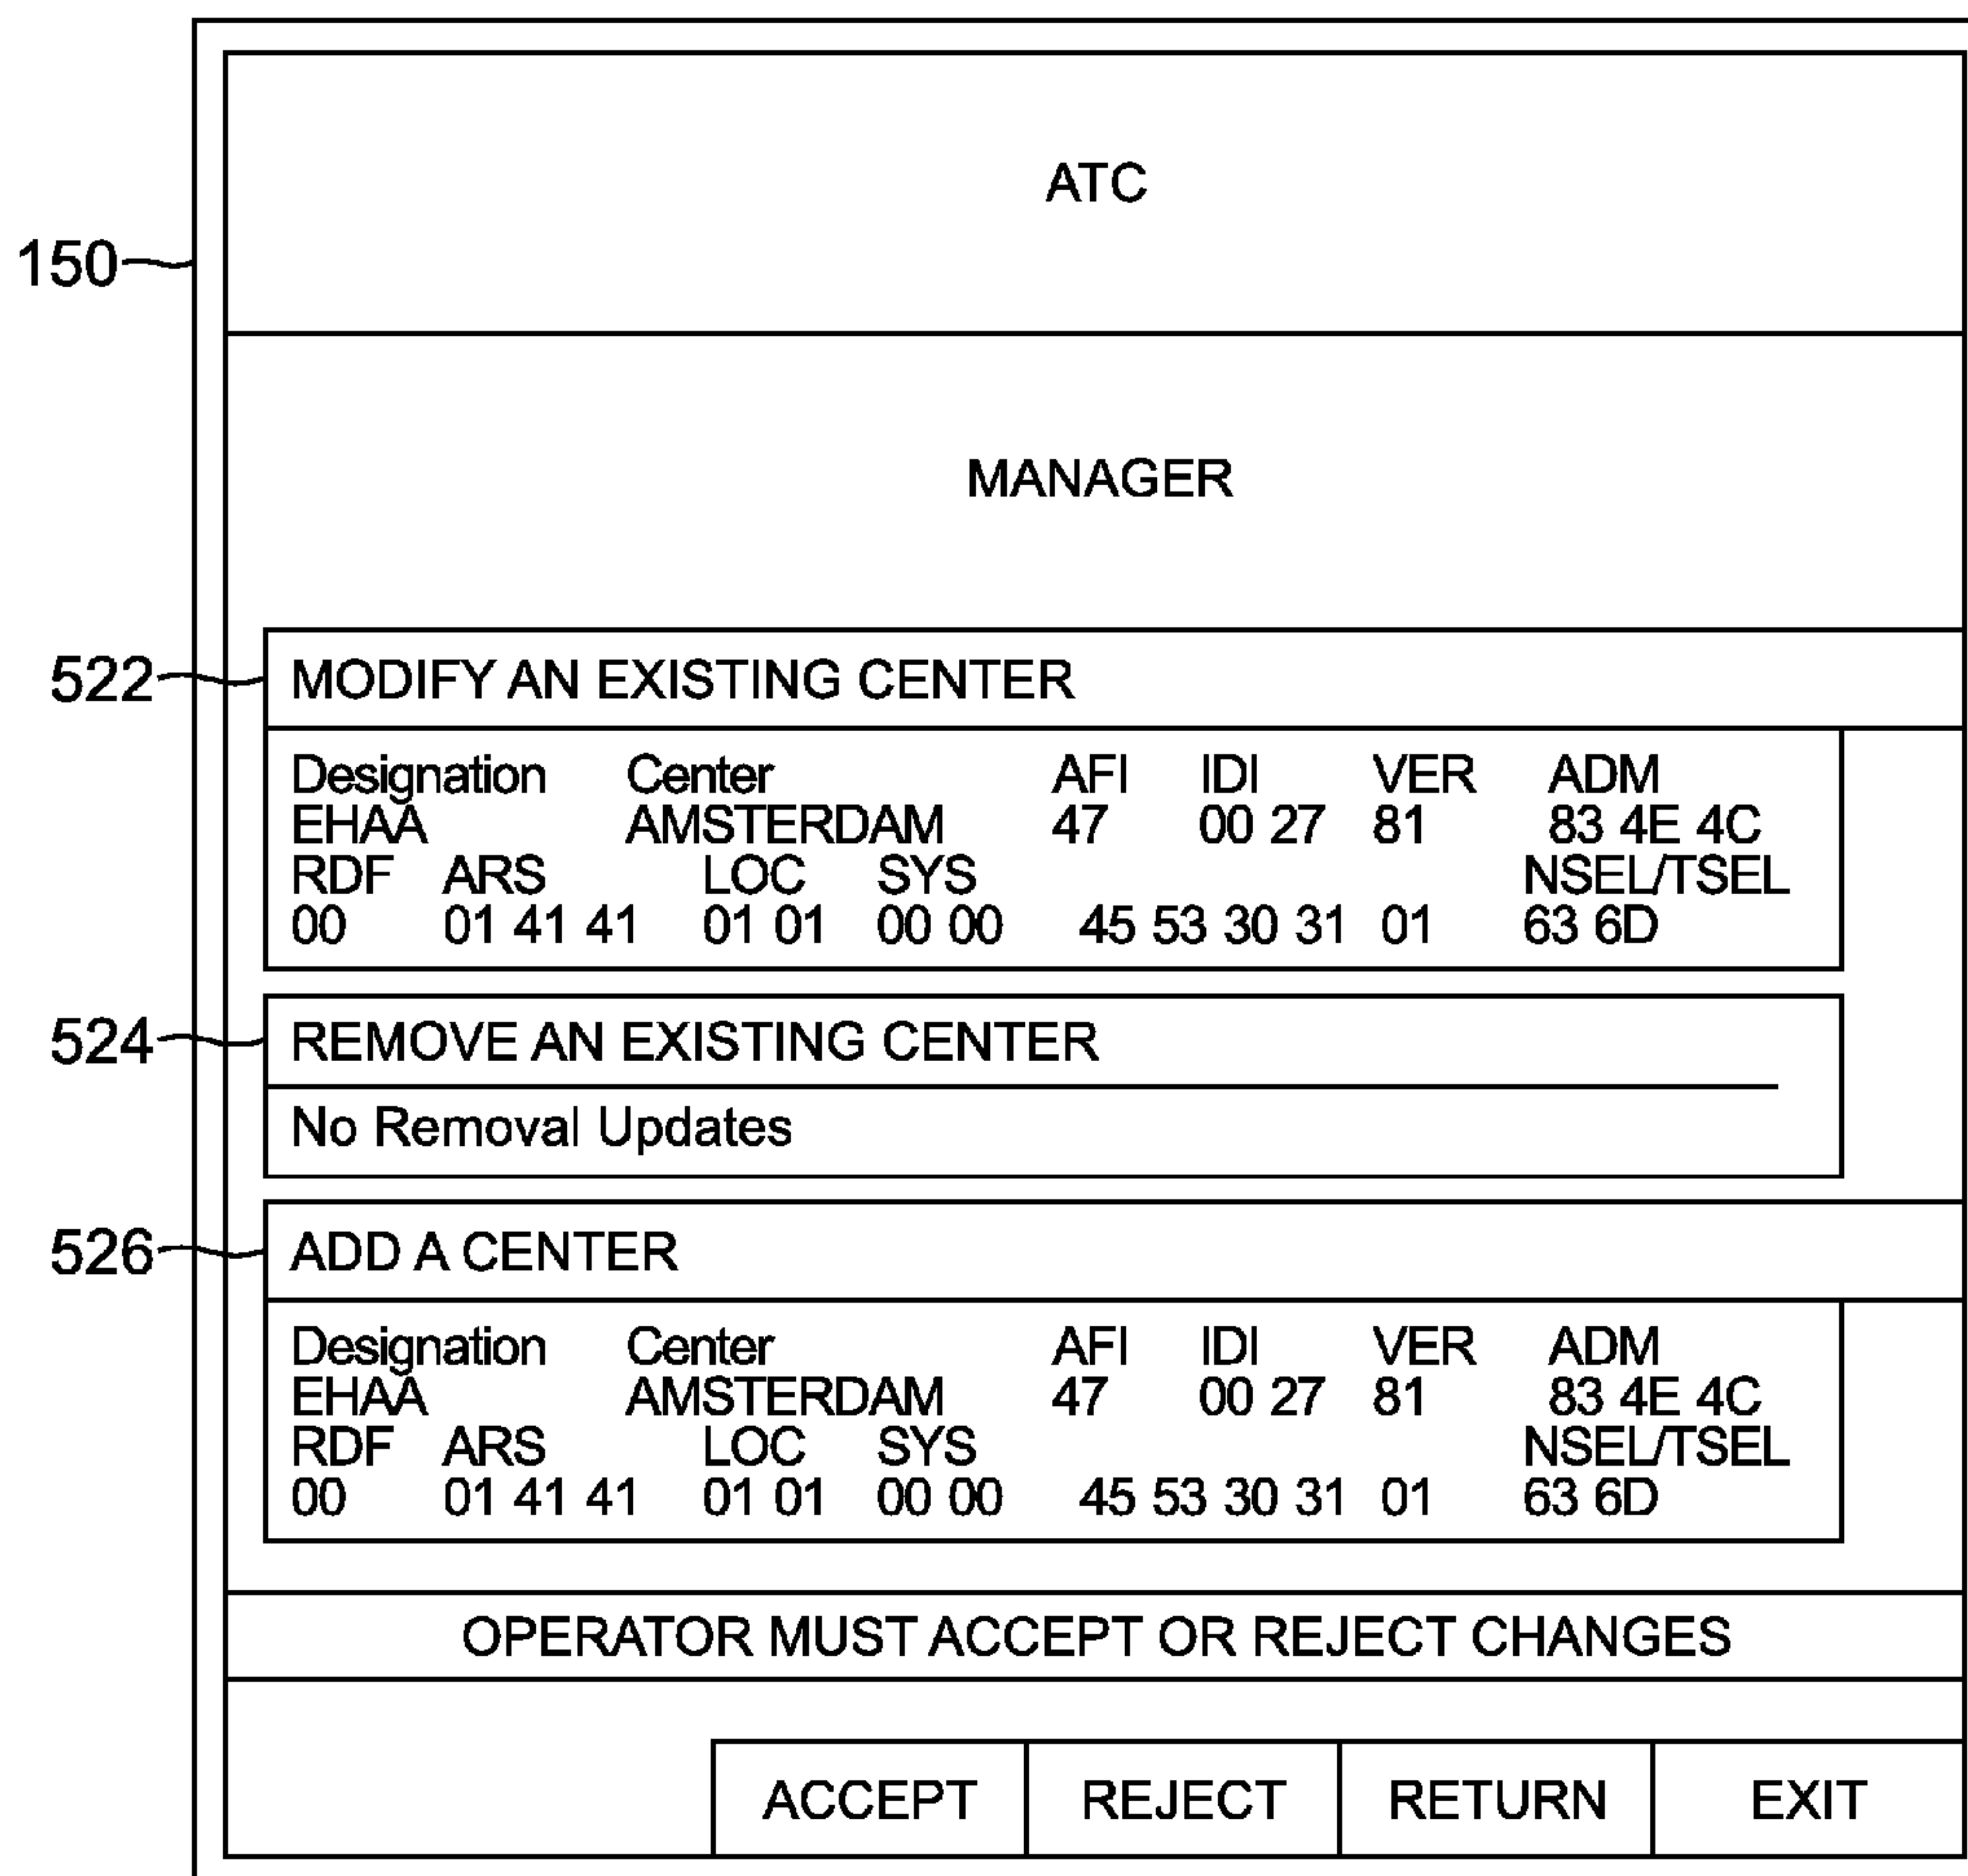 ATC
150
MANAGER
522
MODIFY AN EXISTING CENTER
Designation Center AFI IDI VER ADM
EHAA AMSTERDAM 47 00 27 81 83 4E 4C
RDF ARS LOC SYS NSEL/TSEL
00 01 41 41 01 01 00 00 45 53 30 31 01 63 6D
524
REMOVE AN EXISTING CENTER
No Removal Updates
526
ADD A CENTER
Designation Center AFI IDI VER ADM
EHAA AMSTERDAM 47 00 27 81 83 4E 4C
RDF ARS LOC SYS NSEL/TSEL
00 01 41 41 01 01 00 00 45 53 30 31 01 63 6D
OPERATOR MUST ACCEPT OR REJECT CHANGES
ACCEPT REJECT RETURN EXIT